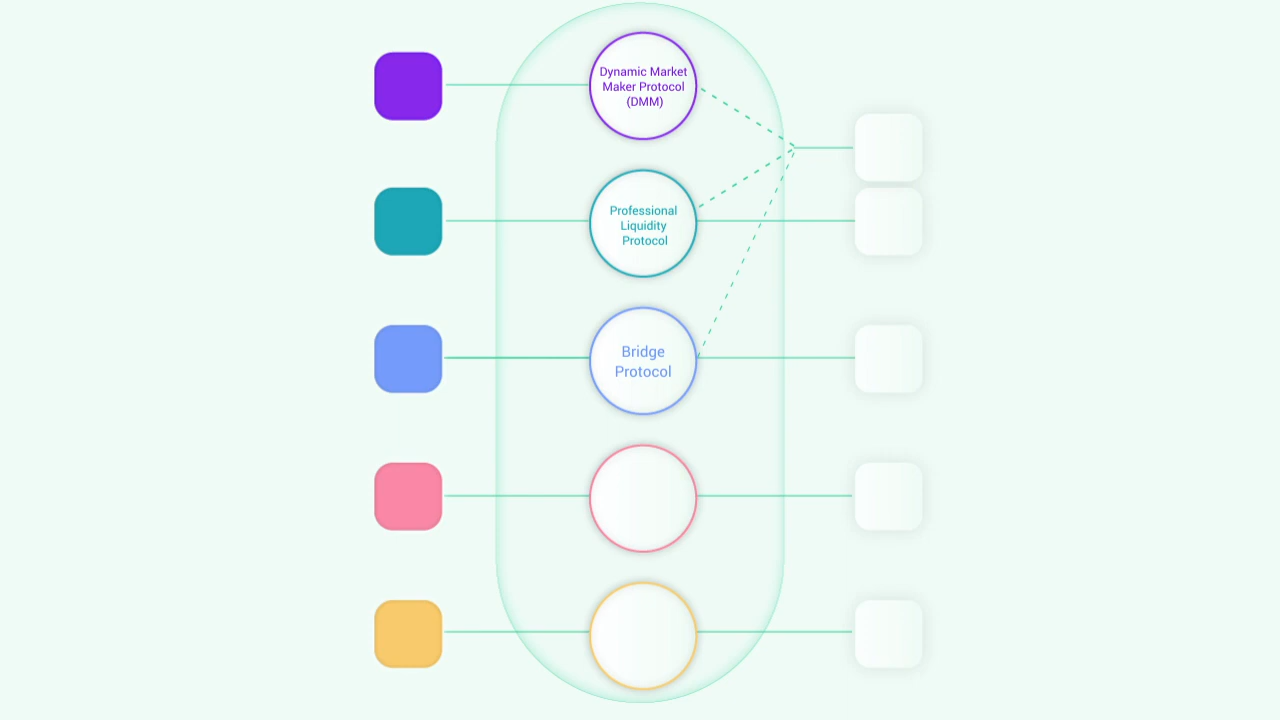 Dynamic Market
Maker Protocol
(DMM)
Professional
Liquidity
Protocol
Bridge
Protocol